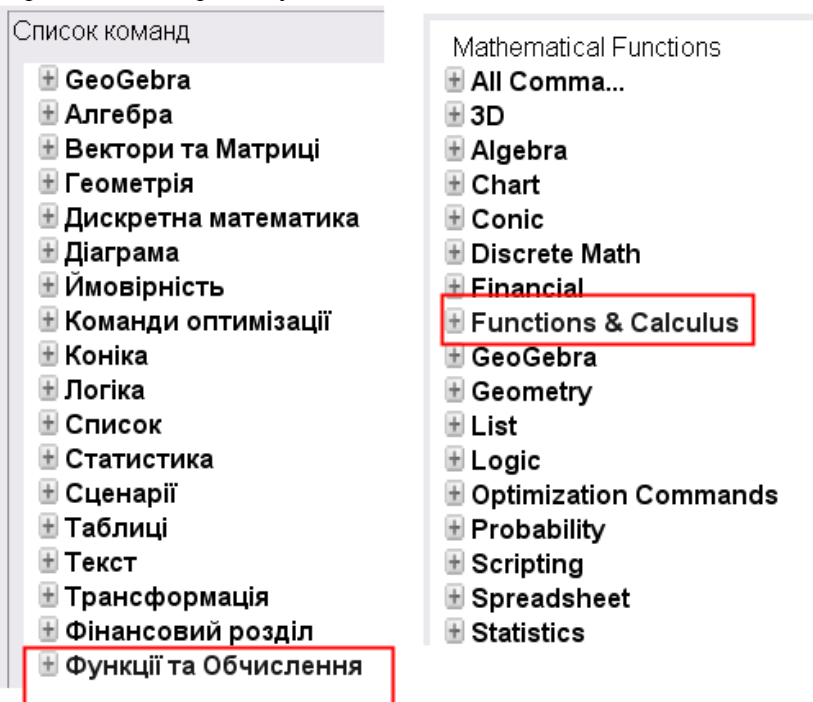 Список команд
GeoGebra
Алгебра
Вектори та Матриці
Геометрія
Дискретна математика
Діаграма
Ймовірність
Команди оптимізації
Коніка
Логіка
Список
Статистика
Сценарії
Таблиці
Текст
Трансформація
Фінансовий розділ
Функції та Обчислення
Mathematical Functions
All Comma...
3D
Algebra
Chart
Conic
Discrete Math
Financial
Functions & Calculus
GeoGebra
Geometry
List
Logic
Optimization Commands
Probability
Scripting
Spreadsheet
Statistics